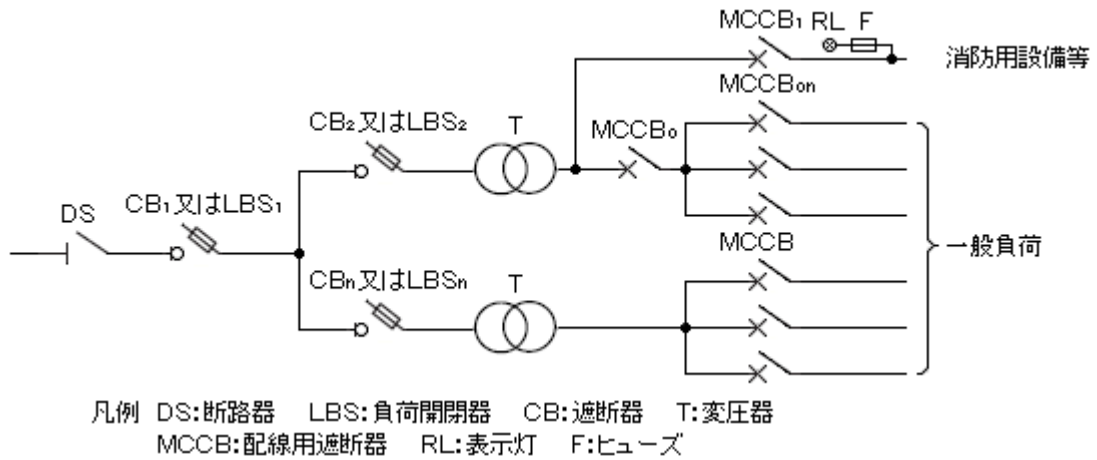 MCCB₁ RL F
消防用設備等
MCCBon
CB₂又はLBS₂
T
MCCBo
DS
CB₁又はLBS₁
MCCB
一般負荷
CBn又はLBSn
T
凡例 DS:断路器 LBS:負荷開閉器 CB:遮断器 T:変圧器
MCCB:配線用遮断器 RL:表示灯 F:ヒューズ